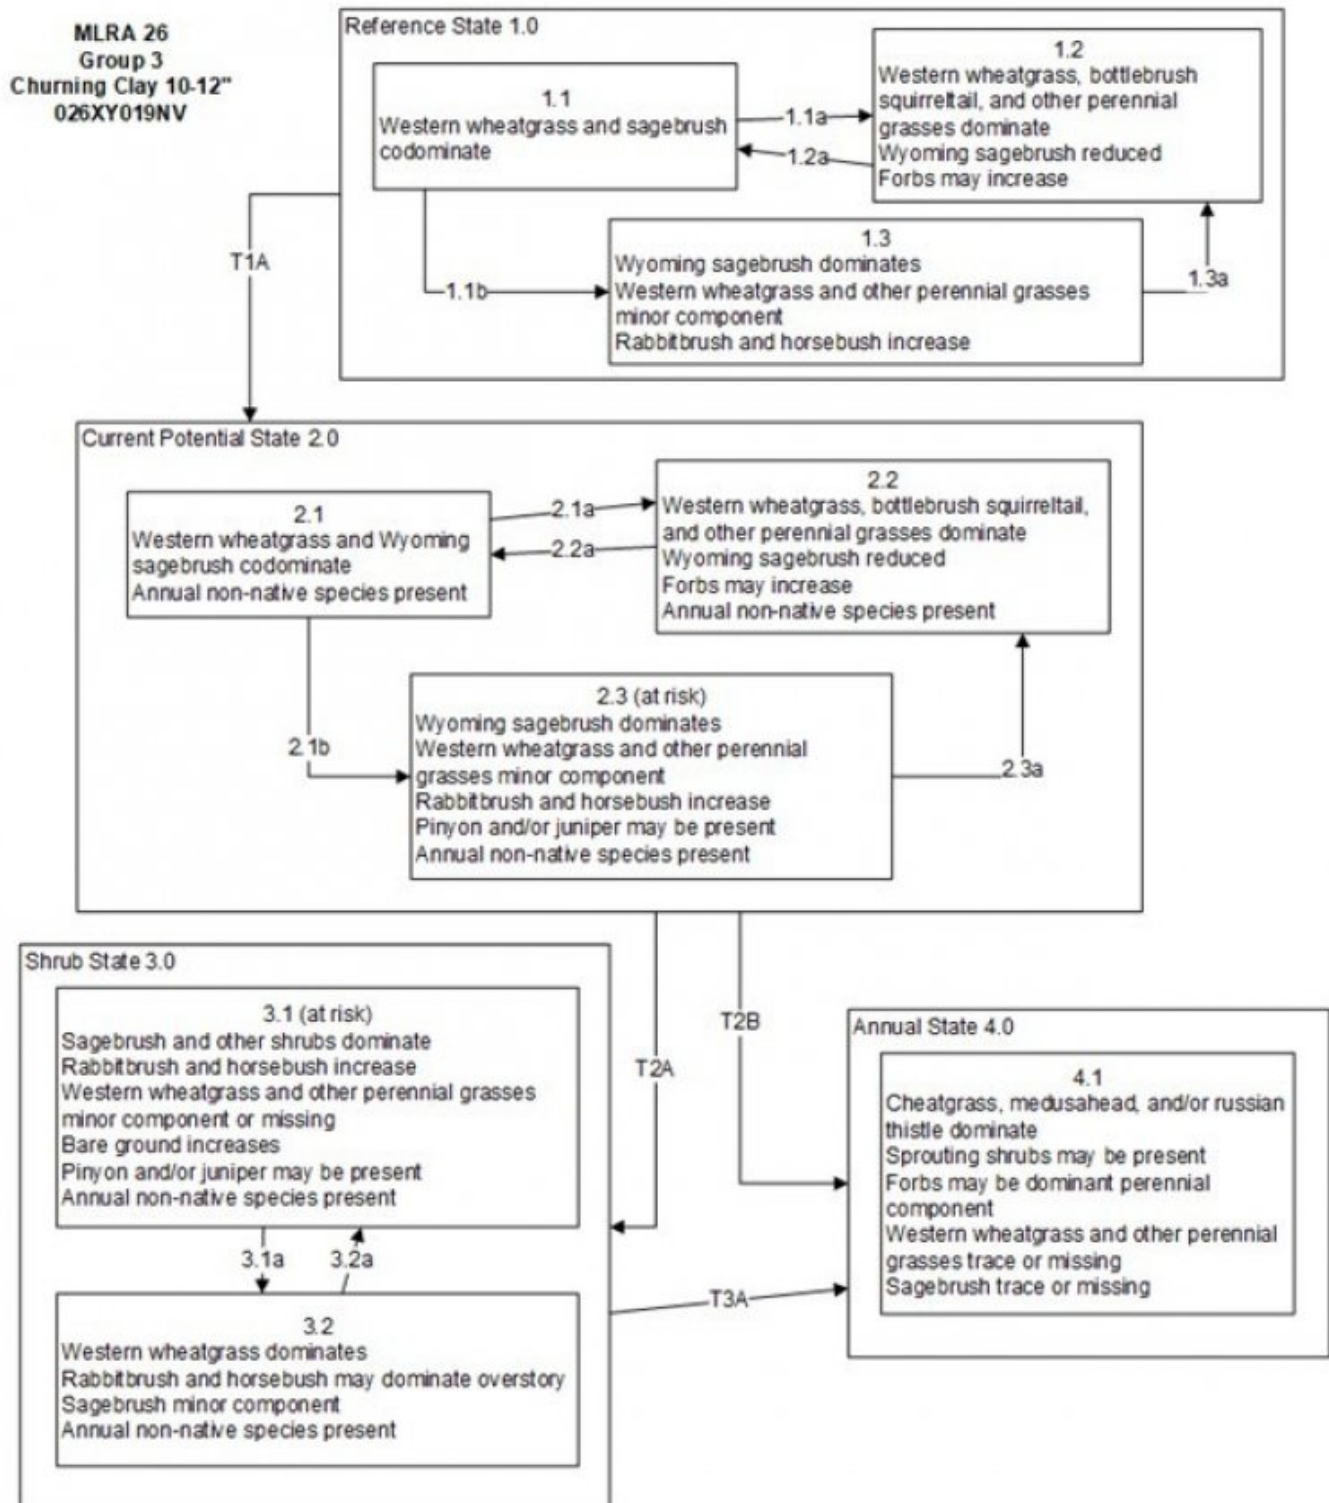 MLRA 26
Group 3
Churning Clay 10-12"
026XY019NV
Reference State 1.0
1.1
Western wheatgrass and sagebrush
codominate
1.1a
1.2a
1.2
Western wheatgrass, bottlebrush
squirreltail, and other perennial
grasses dominate
Wyoming sagebrush reduced
Forbs may increase
1.1b
1.3
Wyoming sagebrush dominates
Western wheatgrass and other perennial grasses
minor component
Rabbitbrush and horsebush increase
1.3a
T1A
Current Potential State 2.0
2.1
Western wheatgrass and Wyoming
sagebrush codominate
Annual non-native species present
2.1a
2.2a
2.2
Western wheatgrass, bottlebrush squirreltail,
and other perennial grasses dominate
Wyoming sagebrush reduced
Forbs may increase
Annual non-native species present
2.1b
2.3 (at risk)
Wyoming sagebrush dominates
Western wheatgrass and other perennial
grasses minor component
Rabbitbrush and horsebush increase
Pinyon and/or juniper may be present
Annual non-native species present
2.3a
T2A
T2B
Shrub State 3.0
3.1 (at risk)
Sagebrush and other shrubs dominate
Rabbitbrush and horsebush increase
Western wheatgrass and other perennial grasses
minor component or missing
Bare ground increases
Pinyon and/or juniper may be present
Annual non-native species present
3.1a
3.2a
3.2
Western wheatgrass dominates
Rabbitbrush and horsebush may dominate overstory
Sagebrush minor component
Annual non-native species present
T3A
Annual State 4.0
4.1
Cheatgrass, medusahead, and/or russian
thistle dominate
Sprouting shrubs may be present
Forbs may be dominant perennial
component
Western wheatgrass and other perennial
grasses trace or missing
Sagebrush trace or missing